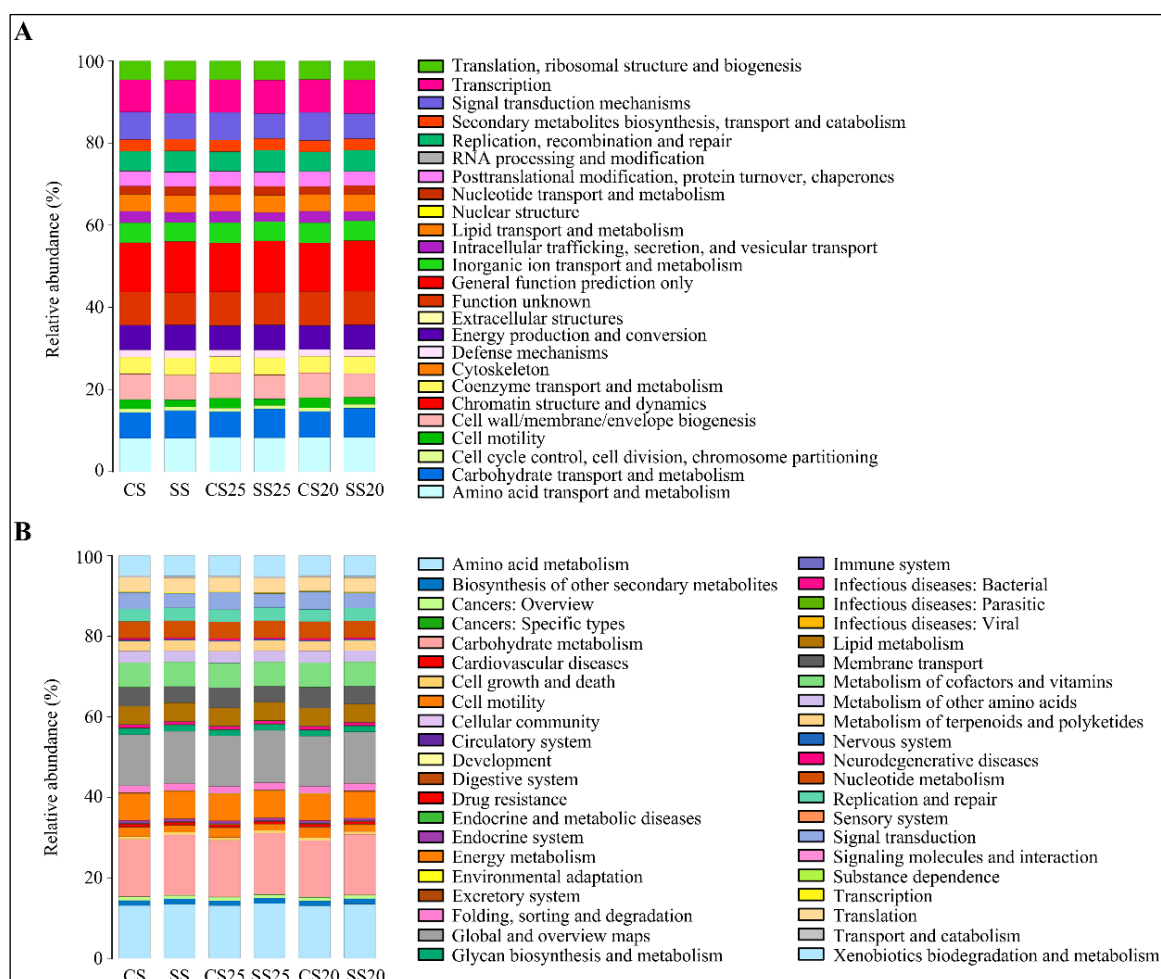 A
Relative abundance (%)
100
80
60
40
20
0
CS SS CS25 SS25 CS20 SS20
Translation, ribosomal structure and biogenesis
Transcription
Signal transduction mechanisms
Secondary metabolites biosynthesis, transport and catabolism
Replication, recombination and repair
RNA processing and modification
Posttranslational modification, protein turnover, chaperones
Nucleotide transport and metabolism
Nuclear structure
Lipid transport and metabolism
Intracellular trafficking, secretion, and vesicular transport
Inorganic ion transport and metabolism
General function prediction only
Function unknown
Extracellular structures
Energy production and conversion
Defense mechanisms
Cytoskeleton
Coenzyme transport and metabolism
Chromatin structure and dynamics
Cell wall/membrane/envelope biogenesis
Cell motility
Cell cycle control, cell division, chromosome partitioning
Carbohydrate transport and metabolism
Amino acid transport and metabolism
B
Relative abundance (%)
100
80
60
40
20
0
CS SS CS25 SS25 CS20 SS20
Amino acid metabolism
Biosynthesis of other secondary metabolites
Cancers: Overview
Cancers: Specific types
Carbohydrate metabolism
Cardiovascular diseases
Cell growth and death
Cell motility
Cellular community
Circulatory system
Development
Digestive system
Drug resistance
Endocrine and metabolic diseases
Endocrine system
Energy metabolism
Environmental adaptation
Excretory system
Folding, sorting and degradation
Global and overview maps
Glycan biosynthesis and metabolism
Immune system
Infectious diseases: Bacterial
Infectious diseases: Parasitic
Infectious diseases: Viral
Lipid metabolism
Membrane transport
Metabolism of cofactors and vitamins
Metabolism of other amino acids
Metabolism of terpenoids and polyketides
Nervous system
Neurodegenerative diseases
Nucleotide metabolism
Replication and repair
Sensory system
Signal transduction
Signaling molecules and interaction
Substance dependence
Transcription
Translation
Transport and catabolism
Xenobiotics biodegradation and metabolism